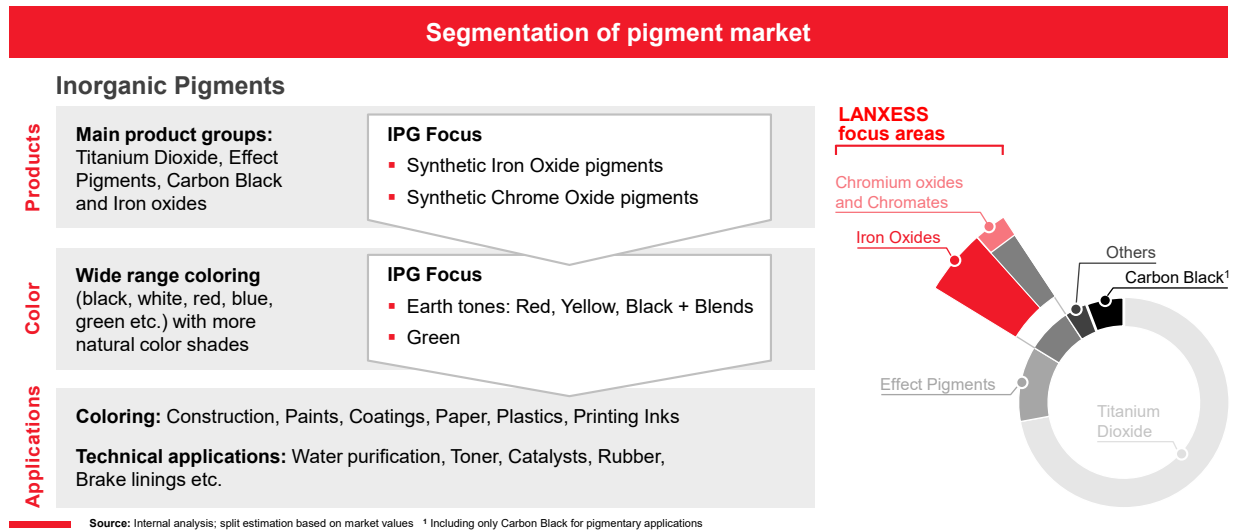 Segmentation of pigment market
Inorganic Pigments
Products
Main product groups:
Titanium Dioxide, Effect
Pigments, Carbon Black
and Iron oxides
IPG Focus
▪ Synthetic Iron Oxide pigments
▪ Synthetic Chrome Oxide pigments
Color
Wide range coloring
(black, white, red, blue,
green etc.) with more
natural color shades
IPG Focus
▪ Earth tones: Red, Yellow, Black + Blends
▪ Green
Applications
Coloring: Construction, Paints, Coatings, Paper, Plastics, Printing Inks
Technical applications: Water purification, Toner, Catalysts, Rubber,
Brake linings etc.
LANXESS
focus areas
Chromium oxides
and Chromates
Iron Oxides
Others
Carbon Black¹
Effect Pigments
Titanium
Dioxide
Source: Internal analysis; split estimation based on market values ¹ Including only Carbon Black for pigmentary applications